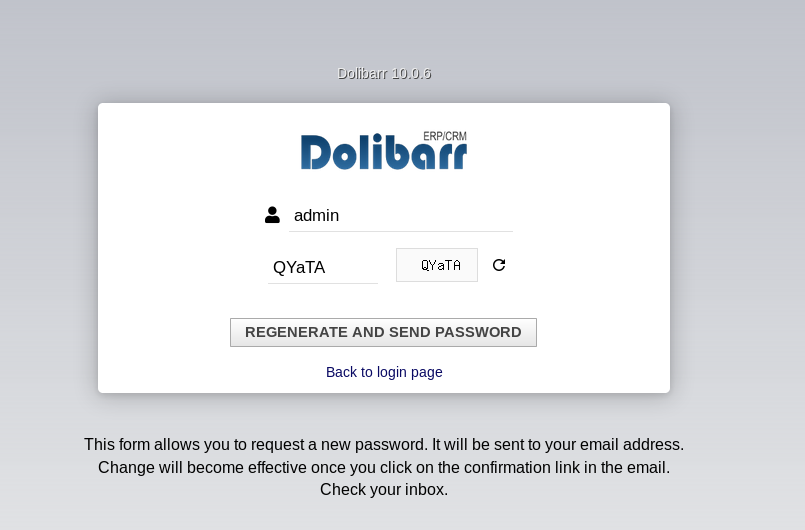 Dolibarr 10.0.6
ERP/CRM
Dolibarr
admin
QYaTA QYaTA
REGENERATE AND SEND PASSWORD
Back to login page
This form allows you to request a new password. It will be sent to your email address.
Change will become effective once you click on the confirmation link in the email.
Check your inbox.